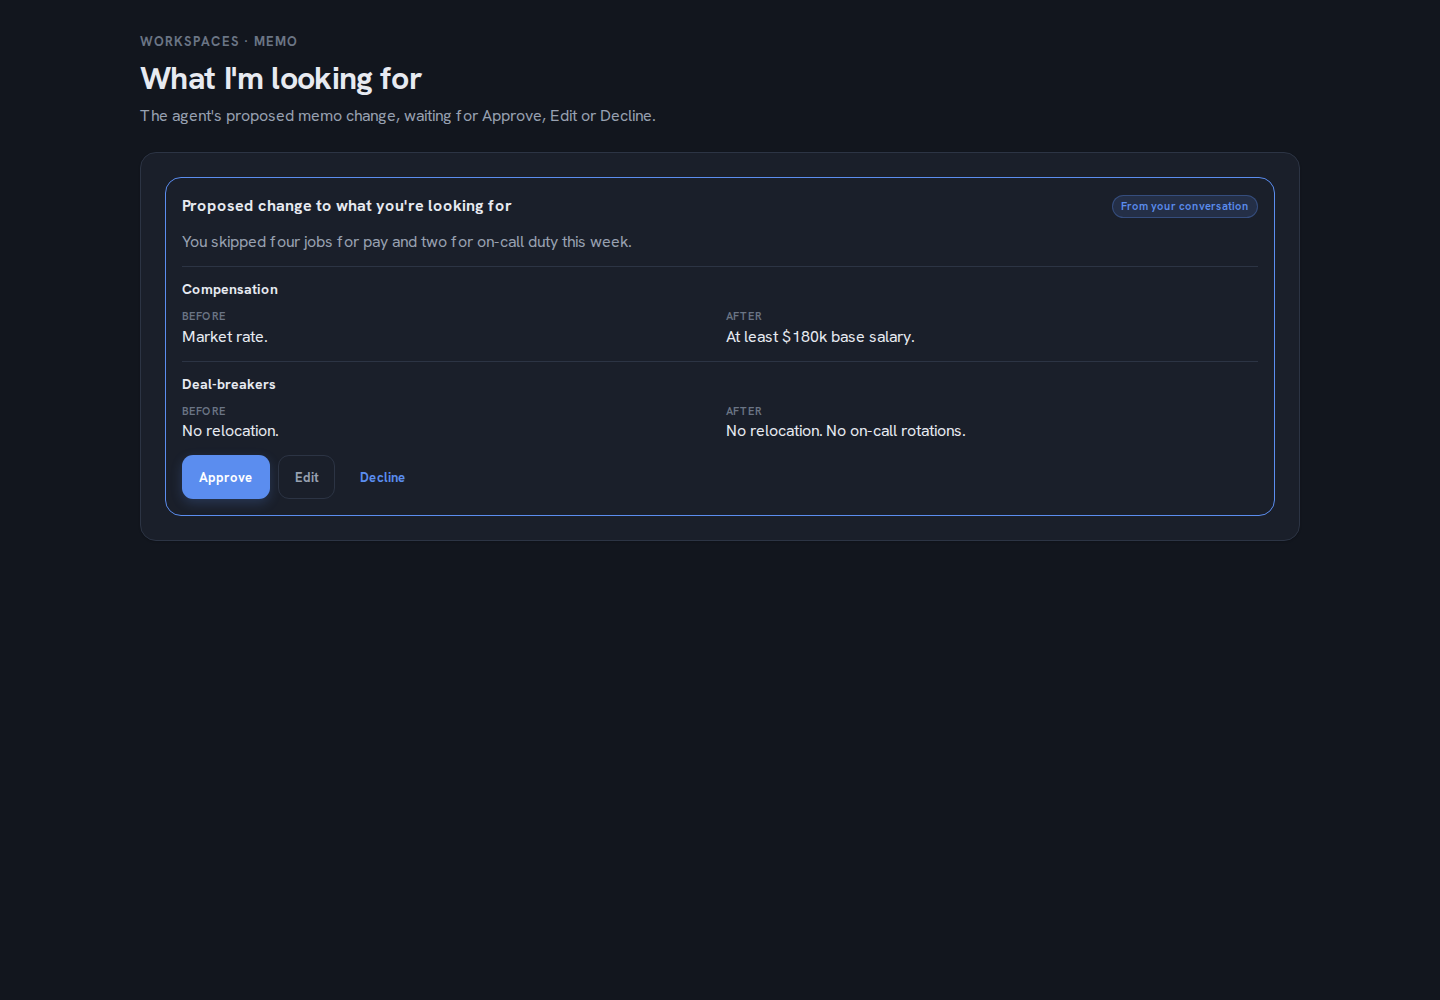 WORKSPACES · MEMO
What I'm looking for
The agent's proposed memo change, waiting for Approve, Edit or Decline.
Proposed change to what you're looking for
From your conversation
You skipped four jobs for pay and two for on-call duty this week.
Compensation
BEFORE
Market rate.
AFTER
At least $180k base salary.
Deal-breakers
BEFORE
No relocation.
AFTER
No relocation. No on-call rotations.
Approve
Edit
Decline